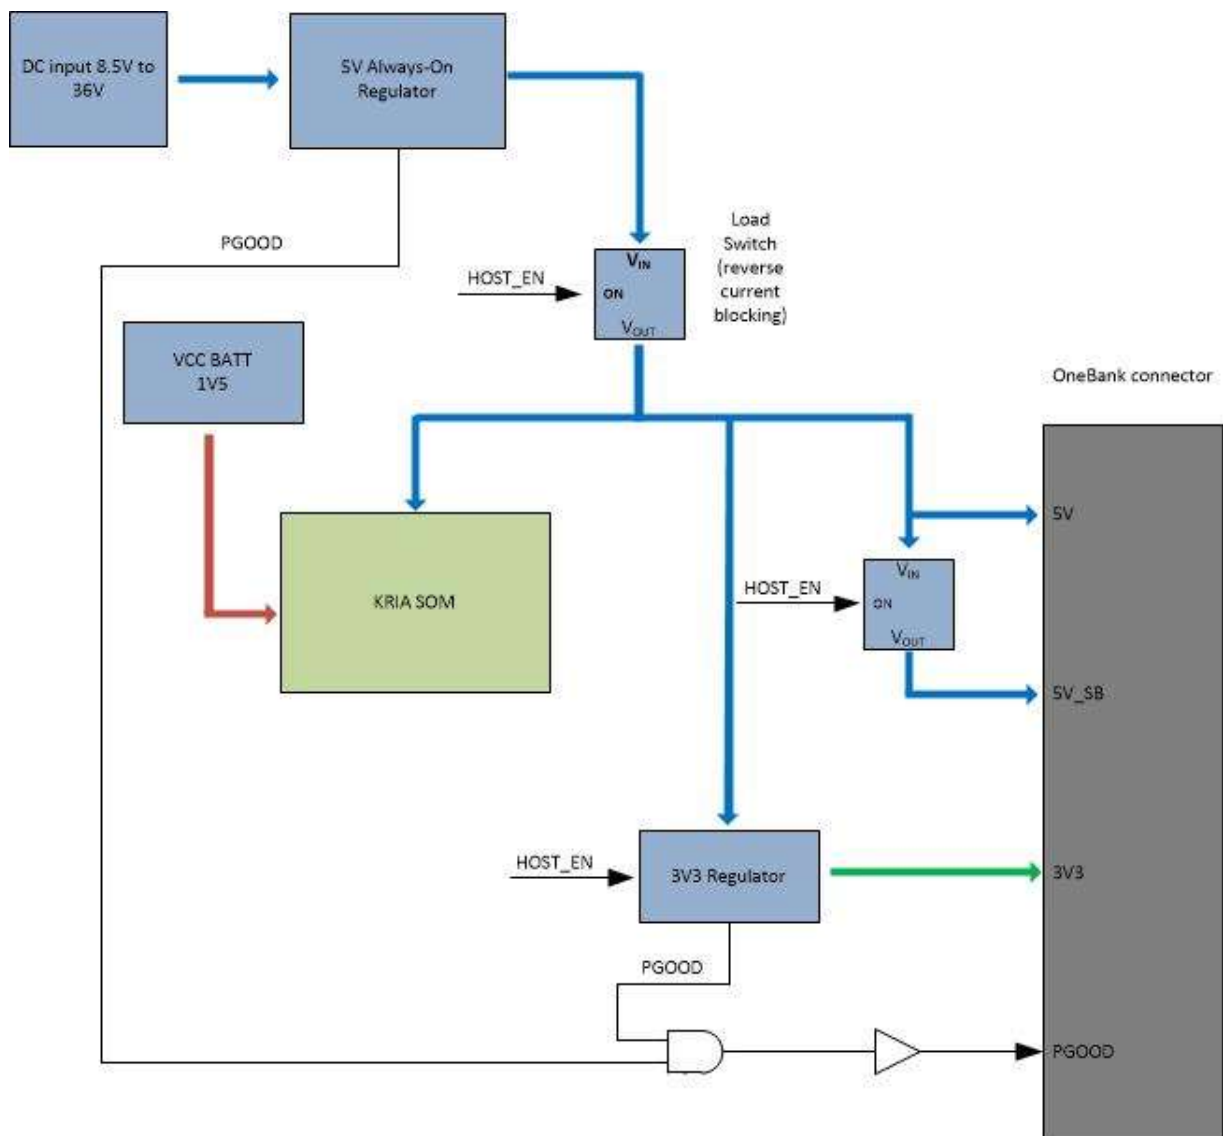 DC input 8.5V to
36V
5V Always-On
Regulator
PGOOD
Load
Switch
(reverse
current
blocking)
HOST_EN
VIN
ON
VOUT
VCC BATT
1V5
OneBank connector
KRIA SOM
5V
HOST_EN
VIN
ON
VOUT
5V_SB
HOST_EN
3V3 Regulator
3V3
PGOOD
PGOOD